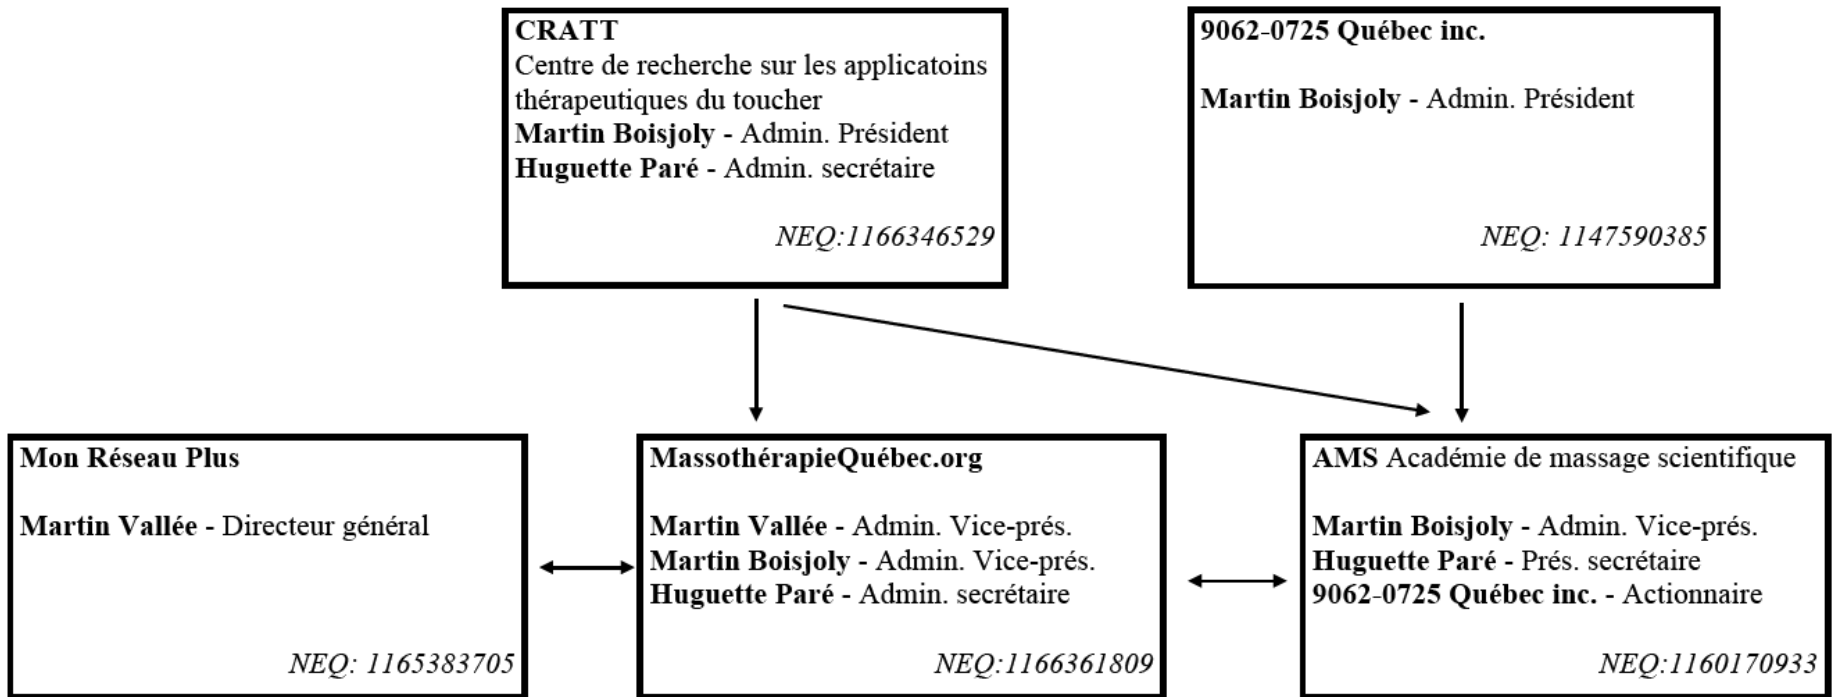 CRATT
Centre de recherche sur les applicatoins
thérapeutiques du toucher
Martin Boisjoly - Admin. Président
Huguette Paré - Admin. secrétaire
NEQ:1166346529
9062-0725 Québec inc.
Martin Boisjoly - Admin. Président
NEQ: 1147590385
Mon Réseau Plus
Martin Vallée - Directeur général
NEQ: 1165383705
MassothérapieQuébec.org
Martin Vallée - Admin. Vice-prés.
Martin Boisjoly - Admin. Vice-prés.
Huguette Paré - Admin. secrétaire
NEQ:1166361809
AMS Académie de massage scientifique
Martin Boisjoly - Admin. Vice-prés.
Huguette Paré - Prés. secrétaire
9062-0725 Québec inc. - Actionnaire
NEQ:1160170933